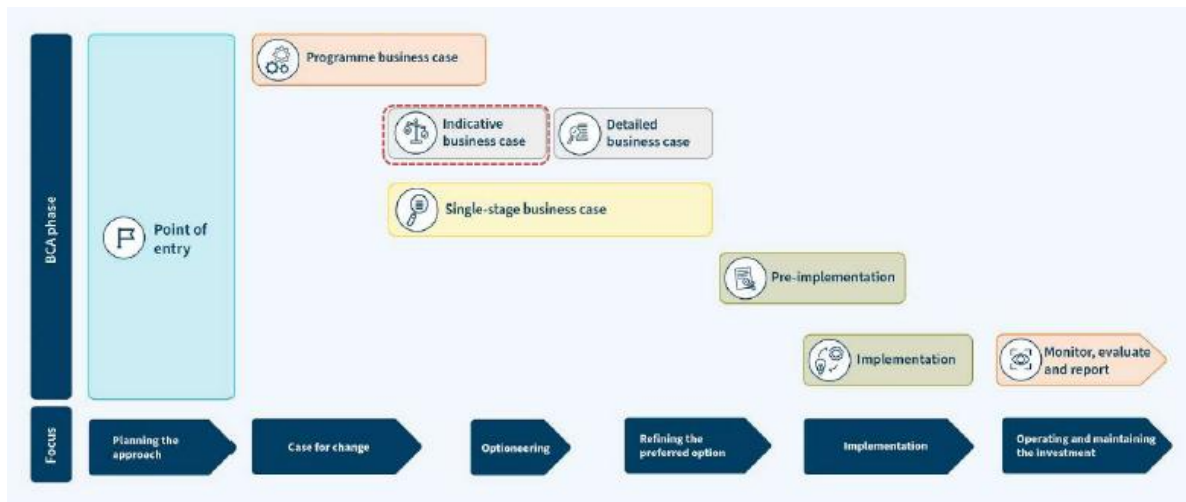 BCA phase
Point of
entry
Programme business case
Indicative
business case
Detailed
business case
Single-stage business case
Pre-implementation
Implementation
Monitor, evaluate
and report
Focus
Planning the
approach
Case for change
Optioneering
Refining the
preferred option
Implementation
Operating and maintaining
the investment